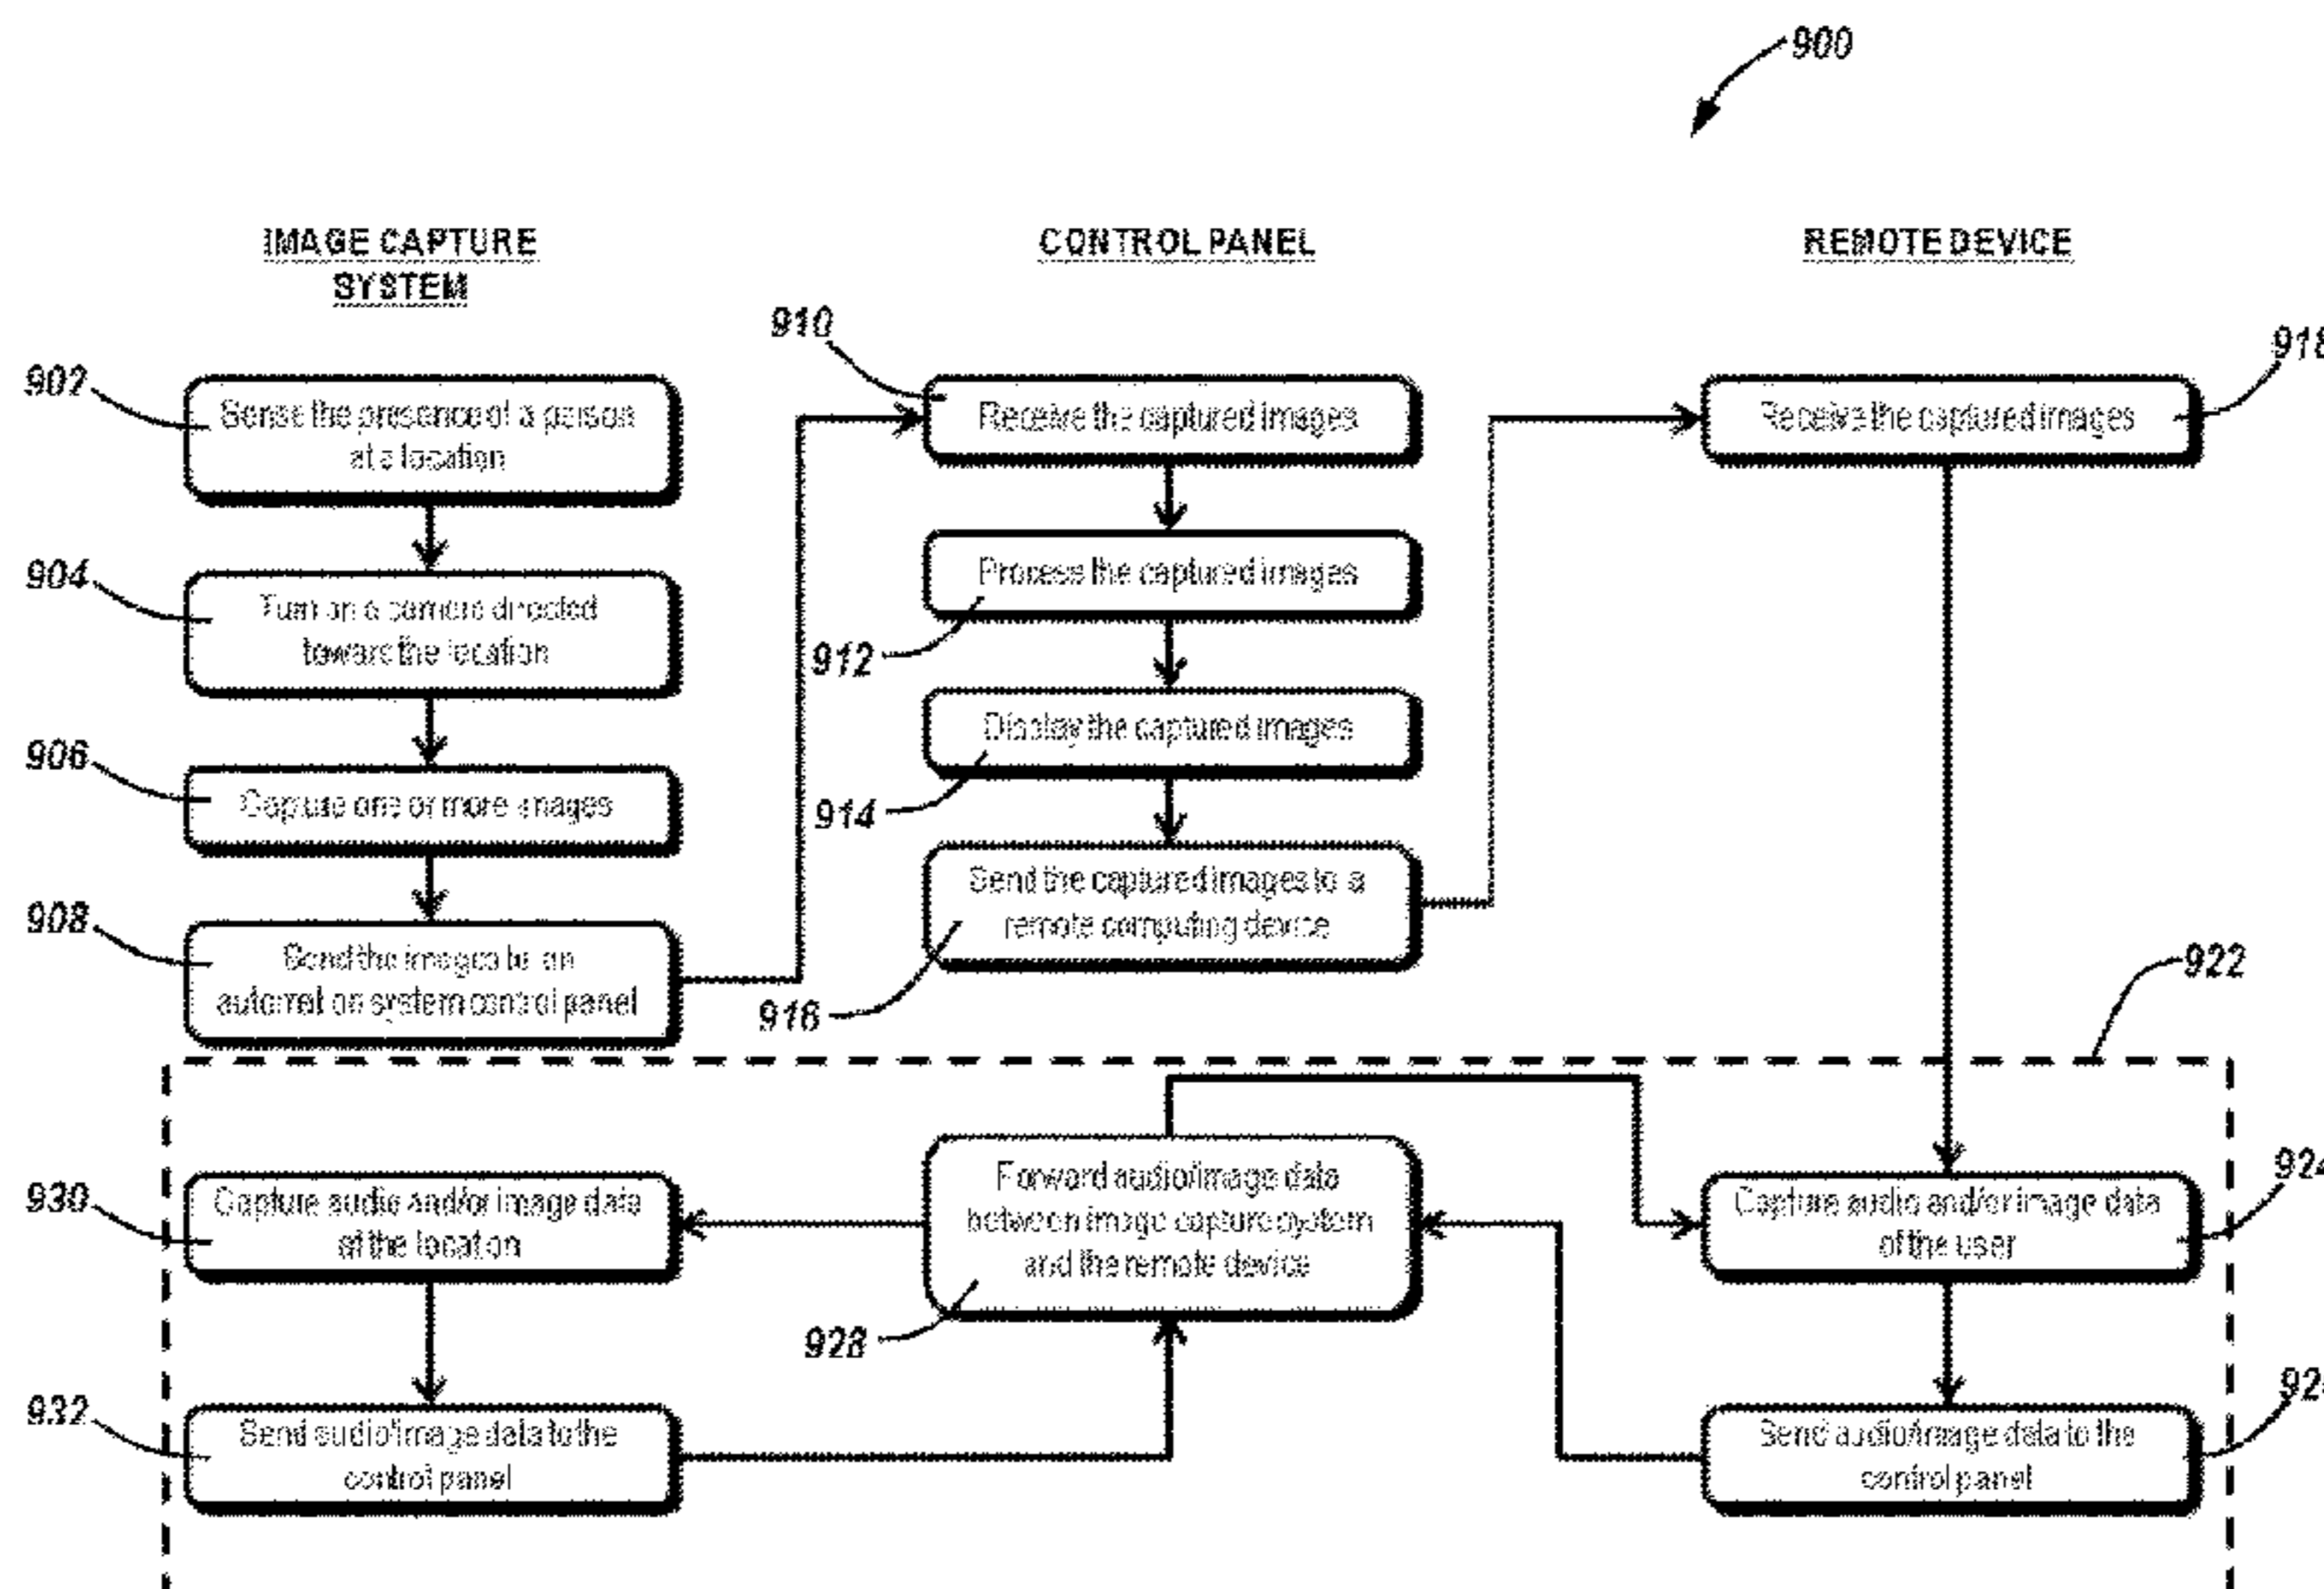 900
IMAGE CAPTURE
SYSTEM
CONTROL PANEL
REMOTE DEVICE
902
Sense the presence of a person
at a location
904
Turn on a camera directed
toward the location
906
Capture one or more images
908
Send the images to an
automation system control panel
910
Receive the captured images
912
Process the captured images
914
Display the captured images
916
Send the captured images to a
remote computing device
918
Receive the captured images
922
930
Capture audio and/or image data
of the location
932
Send audio/image data to the
control panel
Forward audio/image data
between image capture system
and the remote device
928
924
Capture audio and/or image data
of the user
Send audio/image data to the
control panel